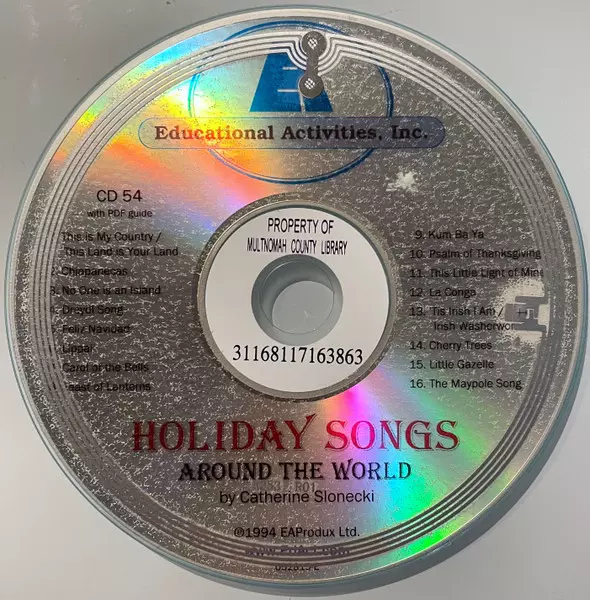 EA
Educational Activities, Inc.
CD 54
with PDF guide
This is My Country /
This Land is Your Land
Chiapanecas
No One is an Island
Dreydl Song
Feliz Navidad
Carol of the Bells
Feast of Lanterns
PROPERTY OF
MULTNOMAH COUNTY LIBRARY
31168117163863
9. Kum Ba Ya
10. Psalm of Thanksgiving
11. This Little Light of Mine
12. La Conga
13. 'Tis Irish I Am /
Irish Washerwor
14. Cherry Trees
15. Little Gazelle
16. The Maypole Song
HOLIDAY SONGS
AROUND THE WORLD
by Catherine Slonecki
©1994 EAProdux Ltd.